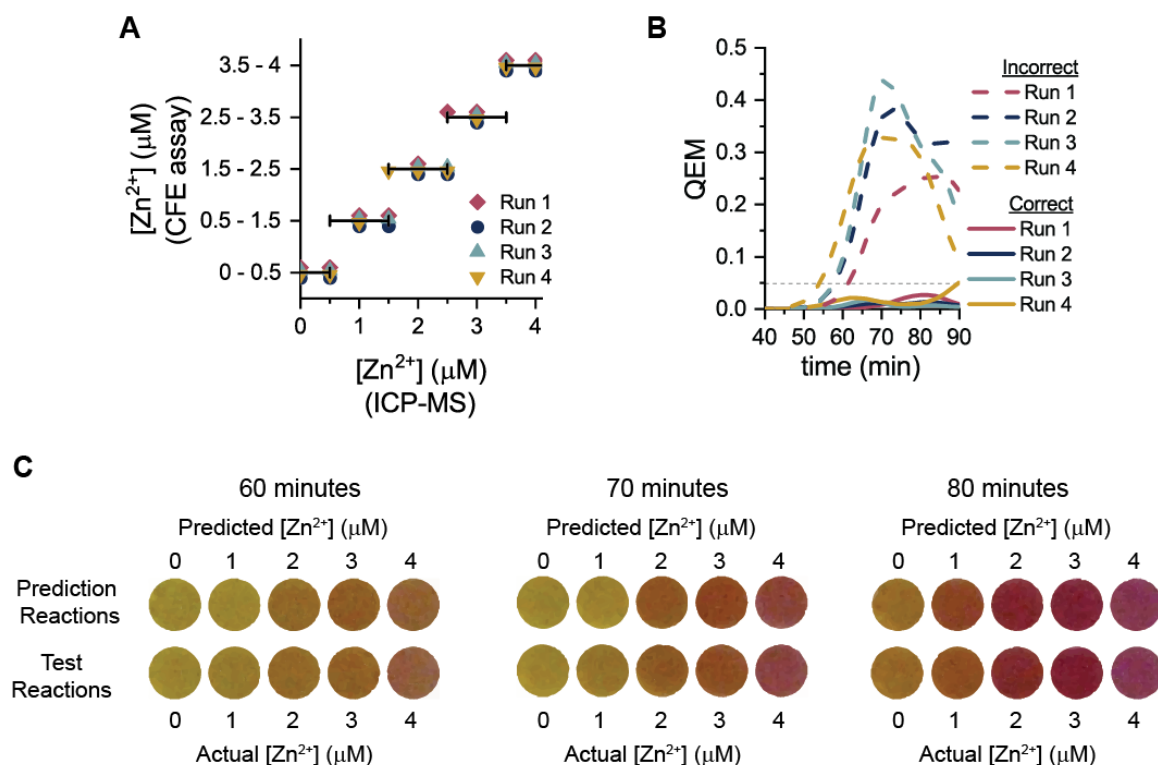 A
[Zn²⁺] (μM)
(CFE assay)
3.5 - 4
2.5 - 3.5
1.5 - 2.5
0.5 - 1.5
0 - 0.5
Run 1
Run 2
Run 3
Run 4
0 1 2 3 4
[Zn²⁺] (μM)
(ICP-MS)
B
QEM
0.5
0.4
0.3
0.2
0.1
0.0
40 50 60 70 80 90
time (min)
Incorrect
Run 1
Run 2
Run 3
Run 4
Correct
Run 1
Run 2
Run 3
Run 4
C
60 minutes
Predicted [Zn²⁺] (μM)
0 1 2 3 4
Prediction
Reactions
Test
Reactions
0 1 2 3 4
Actual [Zn²⁺] (μM)
70 minutes
Predicted [Zn²⁺] (μM)
0 1 2 3 4
0 1 2 3 4
Actual [Zn²⁺] (μM)
80 minutes
Predicted [Zn²⁺] (μM)
0 1 2 3 4
0 1 2 3 4
Actual [Zn²⁺] (μM)